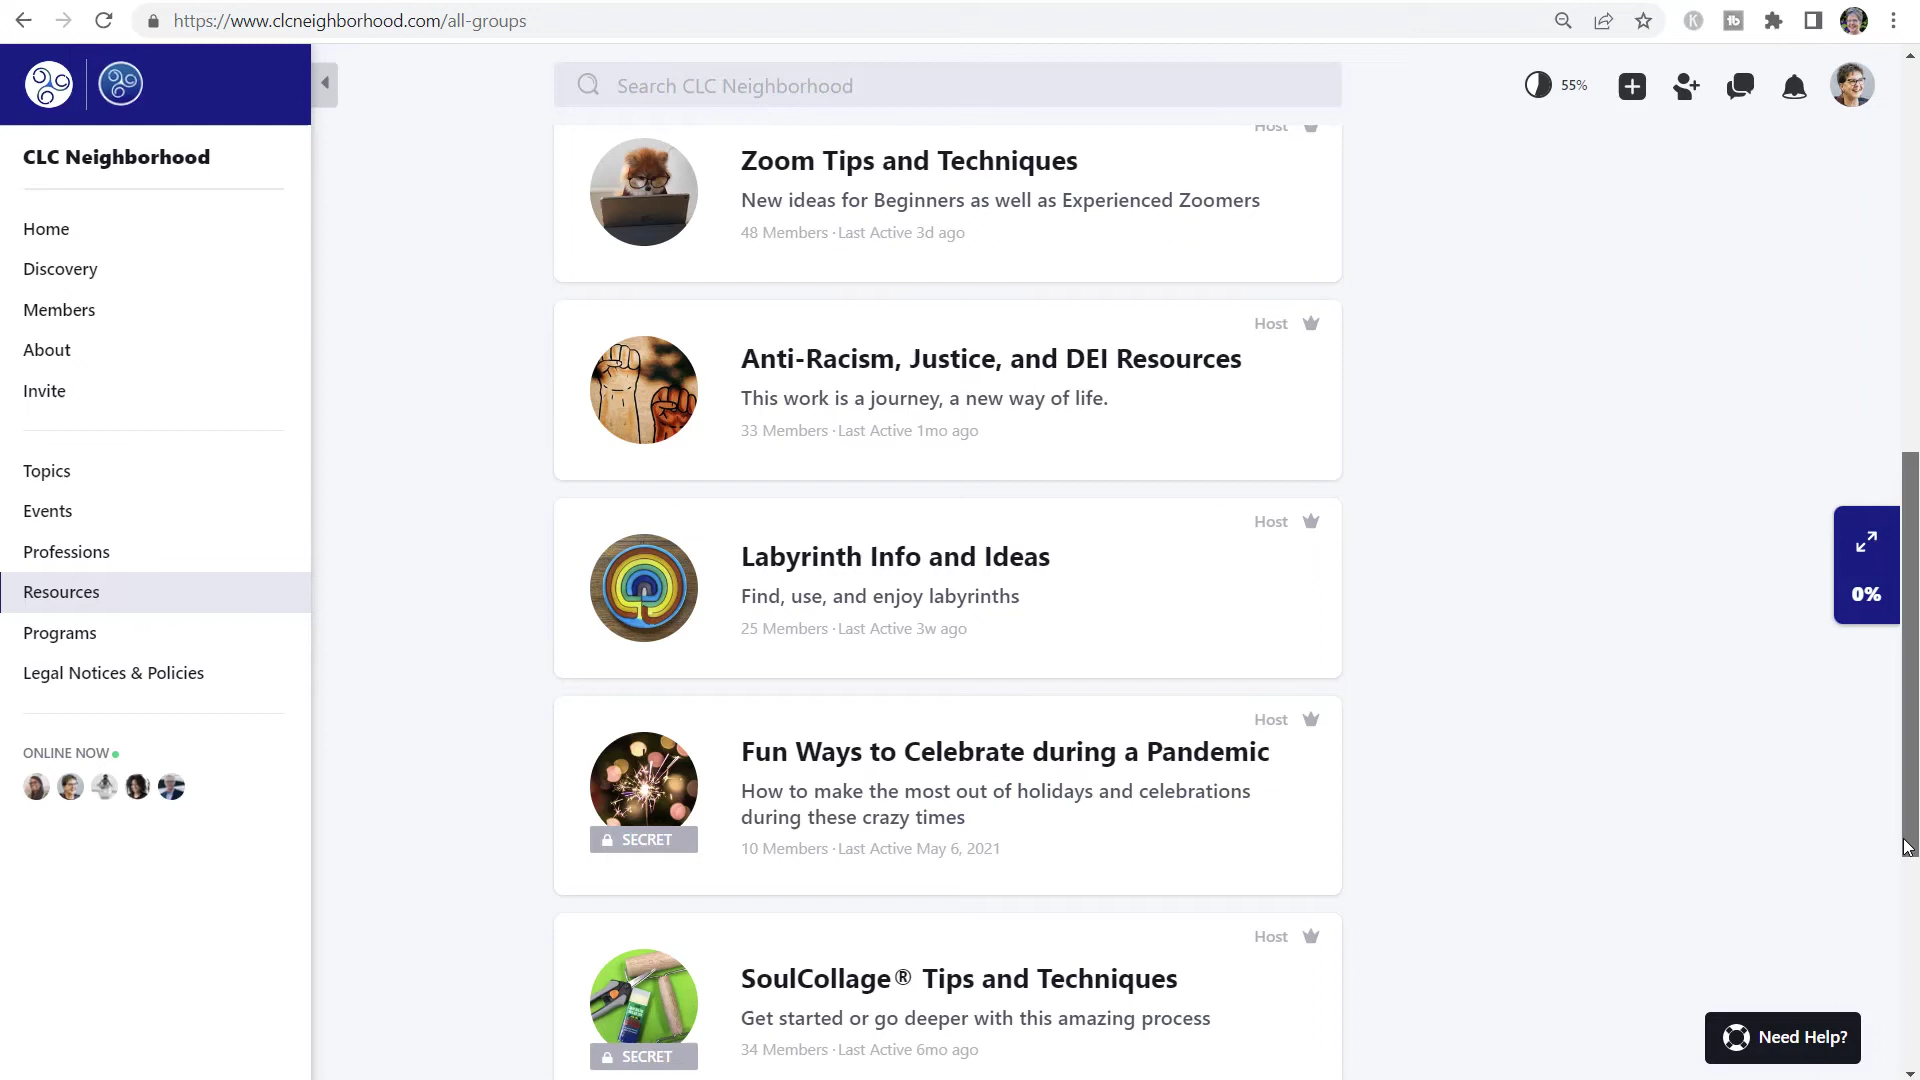 https://www.clcneighborhood.com/all-groups
Search CLC Neighborhood
55%
CLC Neighborhood
Home
Discovery
Members
About
Invite
Topics
Events
Professions
Resources
Programs
Legal Notices & Policies
ONLINE NOW
Host
Zoom Tips and Techniques
New ideas for Beginners as well as Experienced Zoomers
48 Members · Last Active 3d ago
Host
Anti-Racism, Justice, and DEI Resources
This work is a journey, a new way of life.
33 Members · Last Active 1mo ago
Host
Labyrinth Info and Ideas
Find, use, and enjoy labyrinths
25 Members · Last Active 3w ago
Host
Fun Ways to Celebrate during a Pandemic
How to make the most out of holidays and celebrations
during these crazy times
10 Members · Last Active May 6, 2021
SECRET
Host
SoulCollage® Tips and Techniques
Get started or go deeper with this amazing process
34 Members · Last Active 6mo ago
SECRET
0%
Need Help?